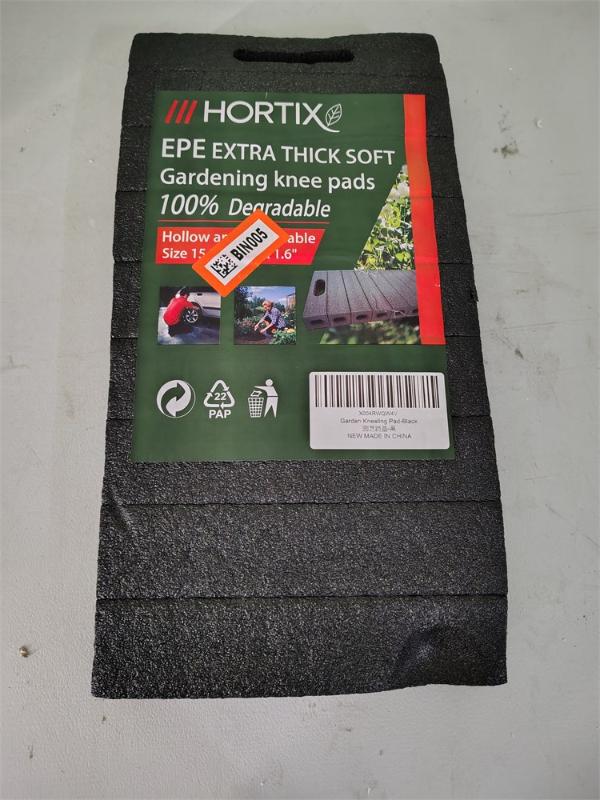 HORTIX
EPE EXTRA THICK SOFT
Gardening knee pads
100% Degradable
Hollow able
Size 15 1.6"
BIN005
22
PAP
X004RWQW4V
Garden Kneeling Pad-Black
NEW MADE IN CHINA